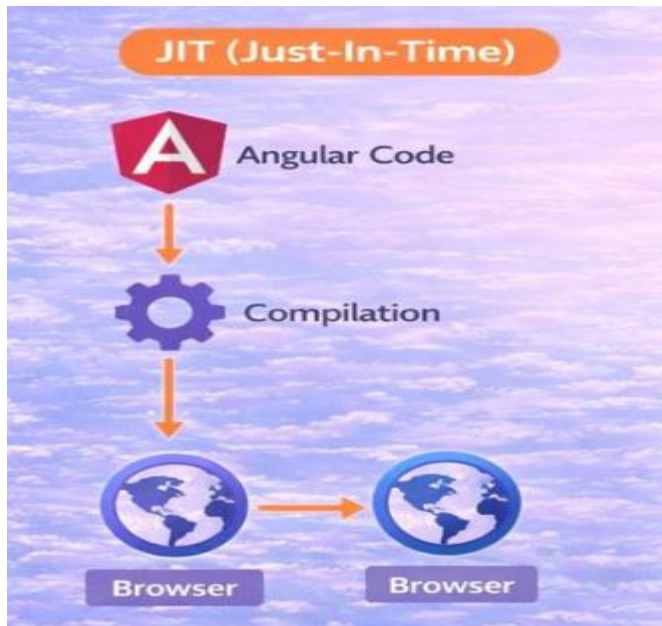 JIT (Just-In-Time)
A
Angular Code
Compilation
Browser
Browser